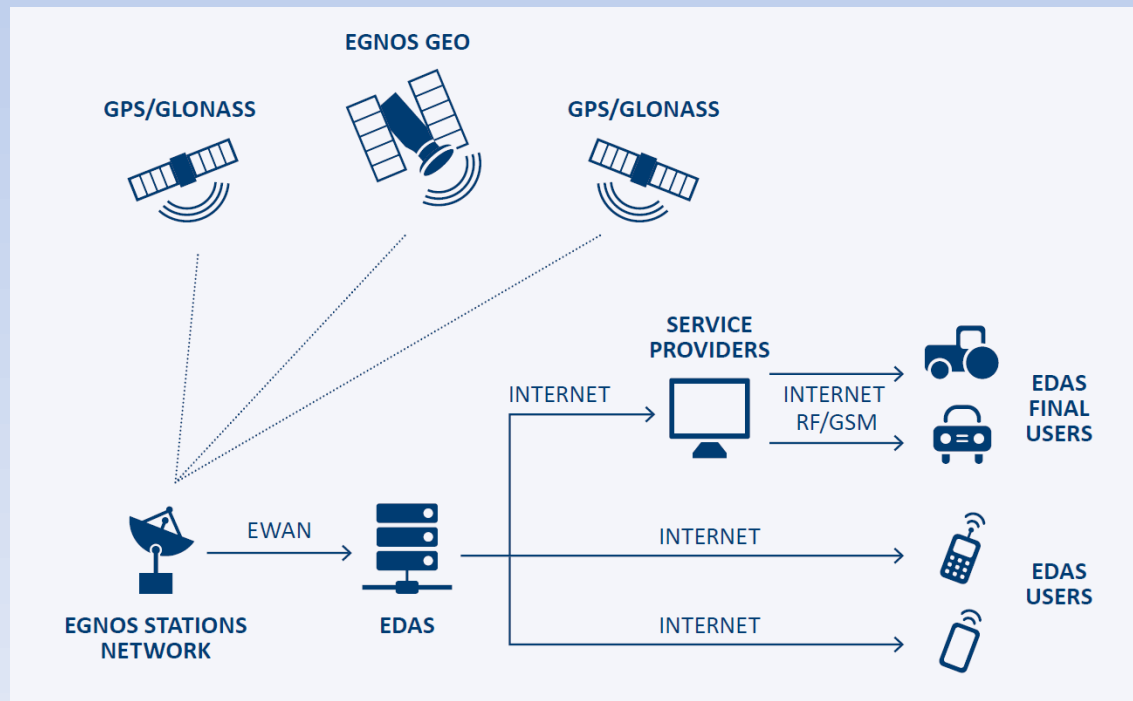 EGNOS GEO
GPS/GLONASS
GPS/GLONASS
SERVICE
PROVIDERS
INTERNET
INTERNET
RF/GSM
EDAS
FINAL
USERS
EWAN
INTERNET
EDAS
USERS
EGNOS STATIONS
NETWORK
EDAS
INTERNET